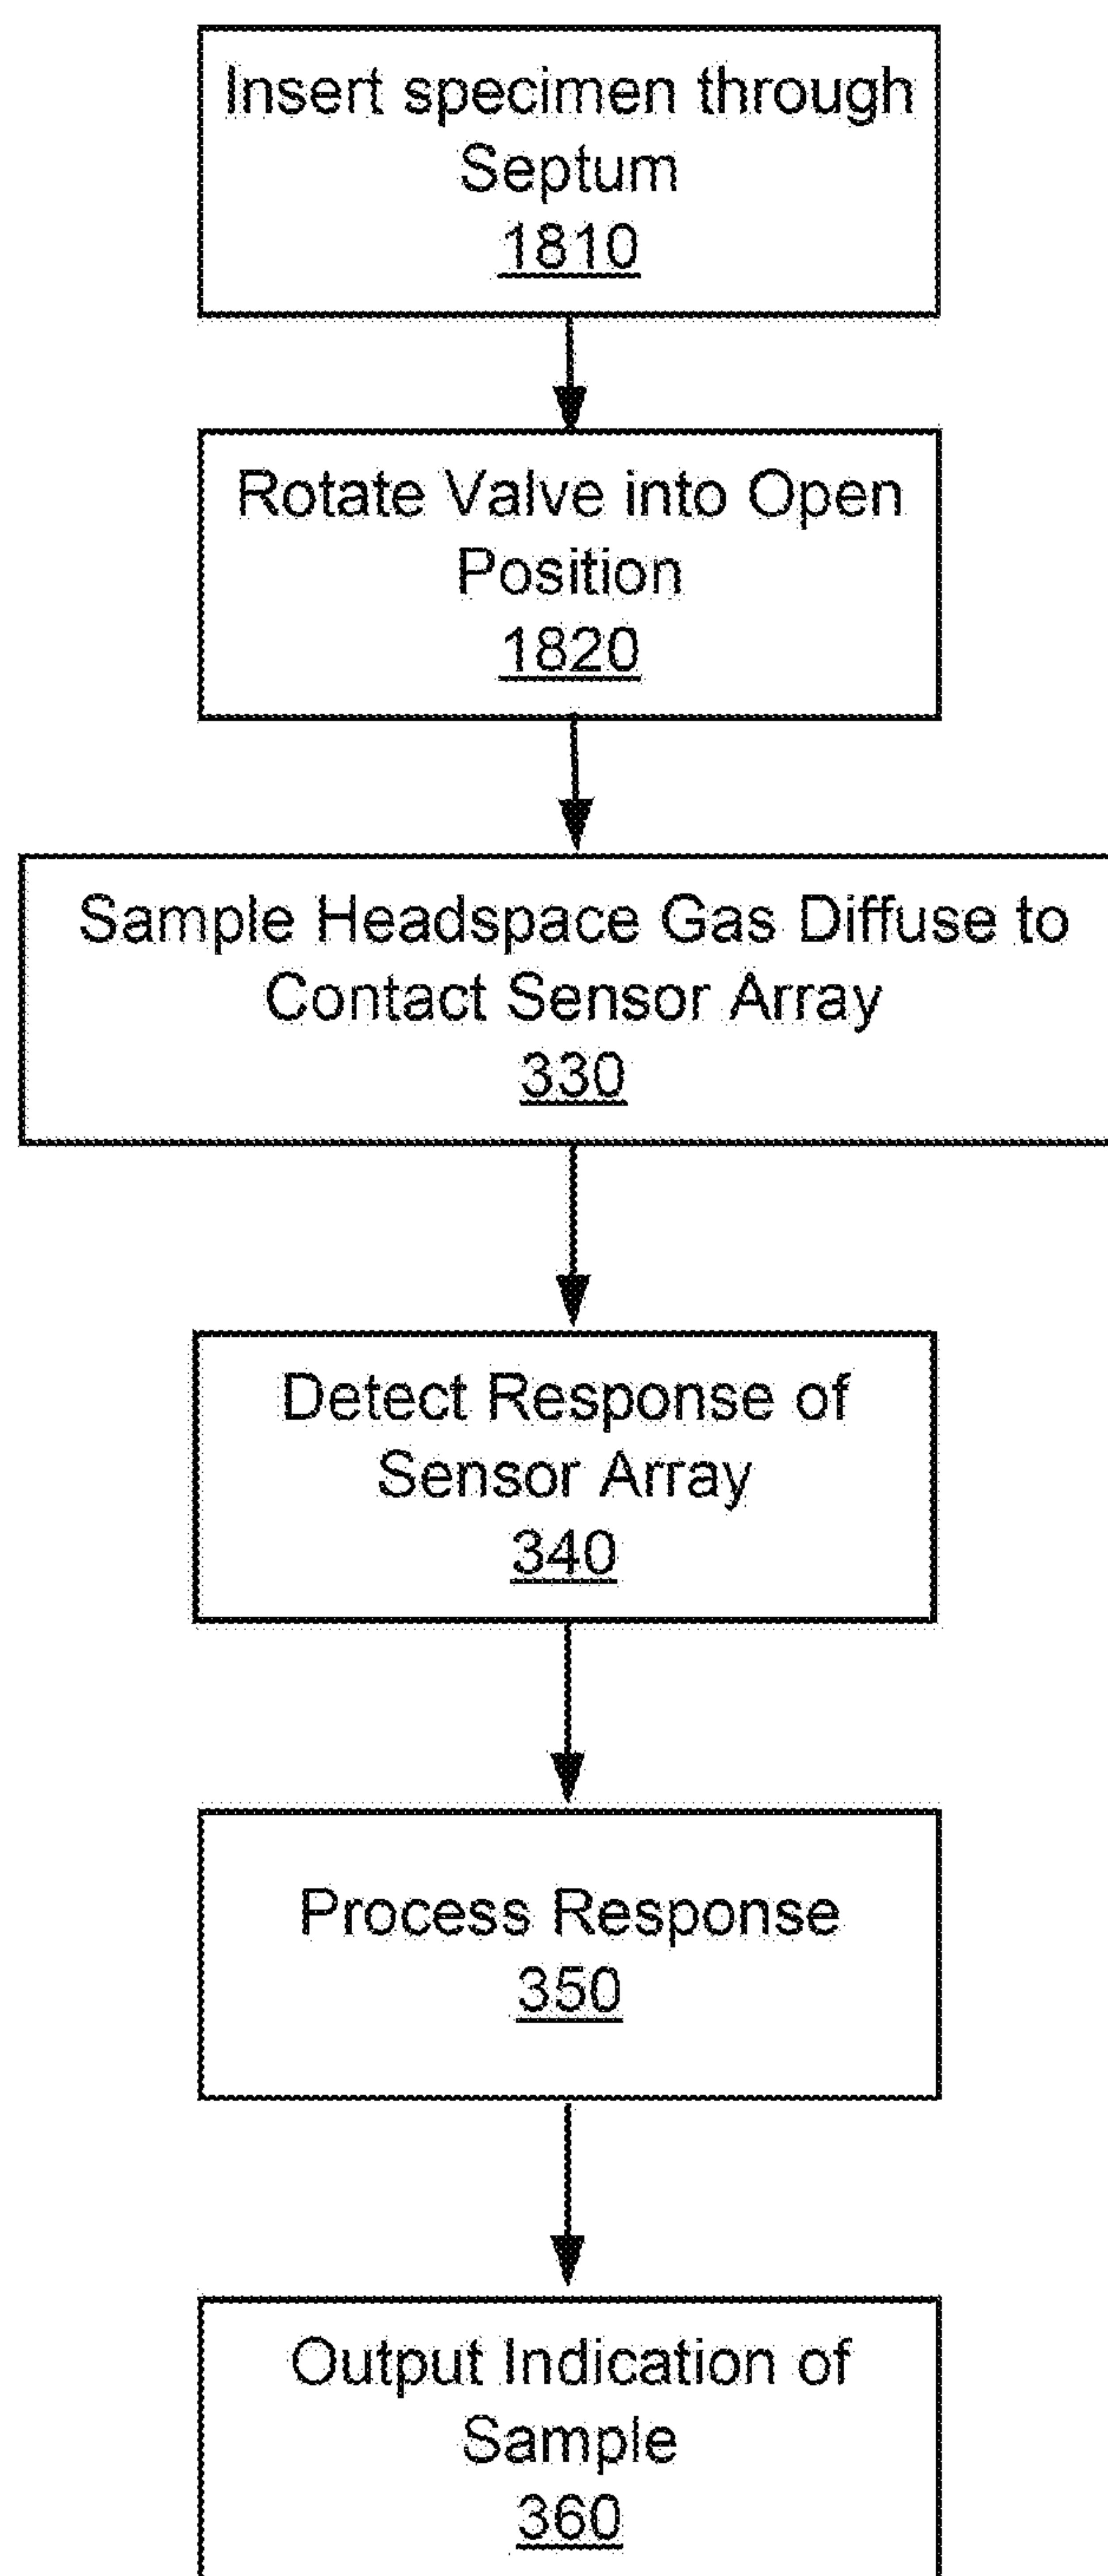 Insert specimen through
Septum
1810
Rotate Valve into Open
Position
1820
Sample Headspace Gas Diffuse to
Contact Sensor Array
330
Detect Response of
Sensor Array
340
Process Response
350
Output Indication of
Sample
360